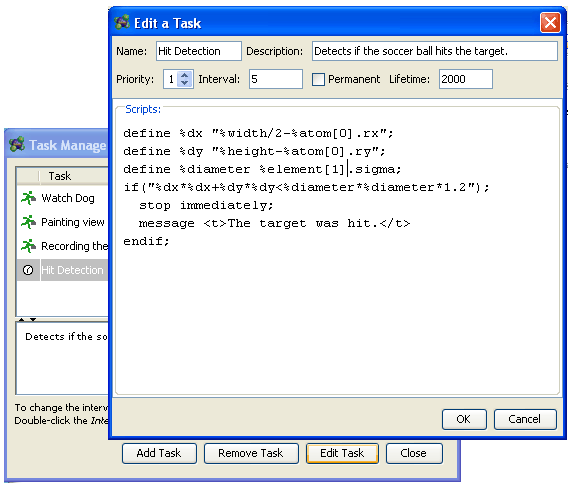 Edit a Task
Name: Hit Detection Description: Detects if the soccer ball hits the target.
Priority: 1 Interval: 5 Permanent Lifetime: 2000
Scripts:
define %dx "%width/2-%atom[0].rx";
define %dy "%height-%atom[0].ry";
define %diameter %element[1].sigma;
if("%dx*%dx+%dy*%dy<%diameter*%diameter*1.2");
stop immediately;
message <t>The target was hit.</t>
endif;
OK Cancel
Task Manage
Task
Watch Dog
Painting view
Recording the
Hit Detection
Detects if the so
To change the interv
Double-click the Inte
Add Task Remove Task Edit Task Close